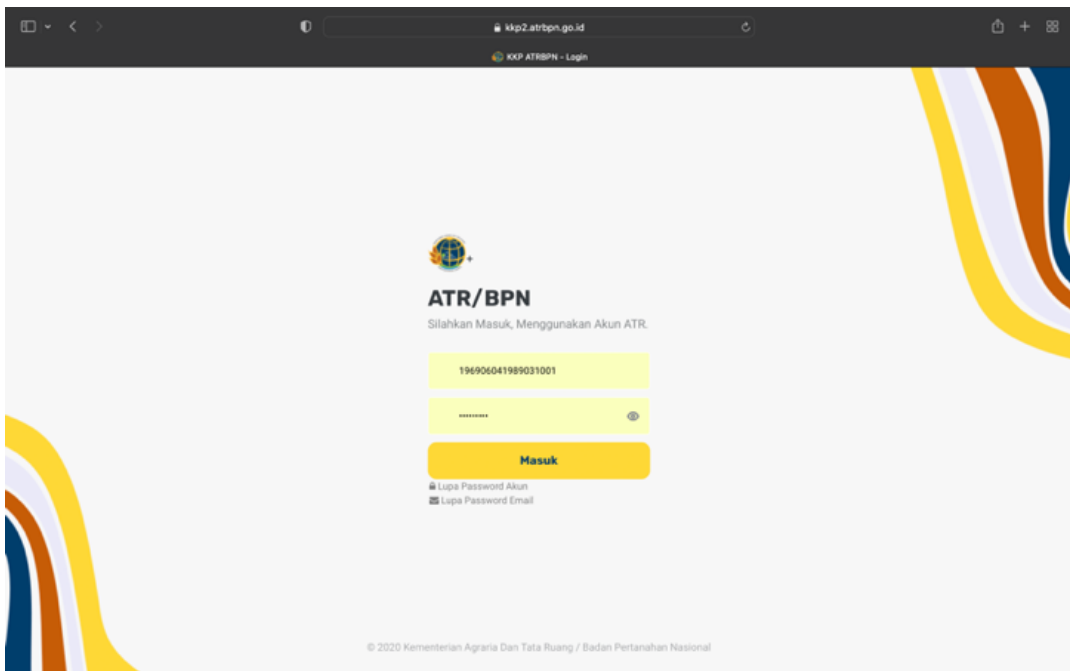 kkp2.atrbpn.go.id
KKP ATRBPN - Login
ATR/BPN
Silahkan Masuk, Menggunakan Akun ATR.
196906041989031001
Masuk
Lupa Password Akun
Lupa Password Email
© 2020 Kementerian Agraria Dan Tata Ruang / Badan Pertanahan Nasional